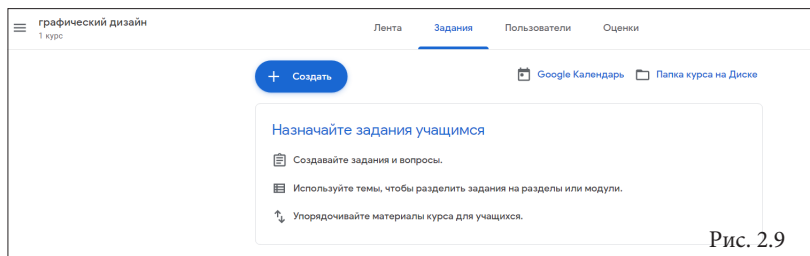 графический дизайн
1 курс
Лента Задания Пользователи Оценки
+ Создать
Google Календарь Папка курса на Диске
Назначайте задания учащимся
Создавайте задания и вопросы.
Используйте темы, чтобы разделить задания на разделы или модули.
Упорядочивайте материалы курса для учащихся.
Рис. 2.9